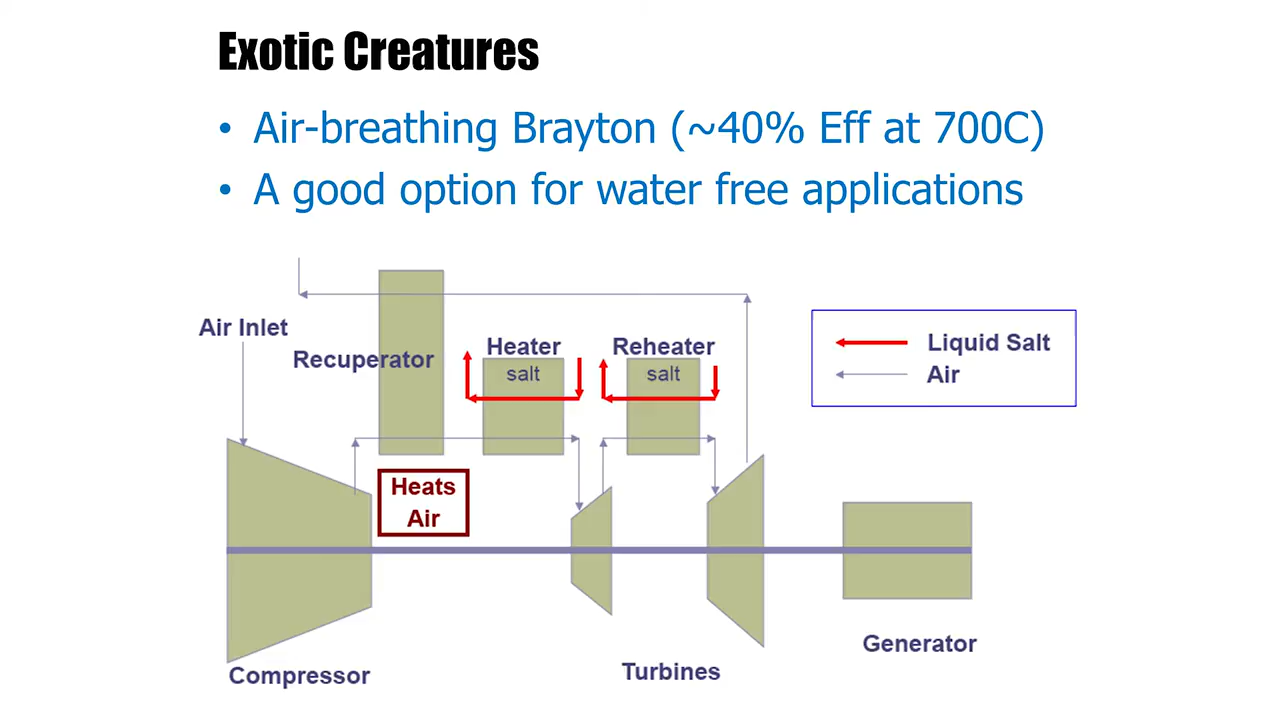 Exotic Creatures
• Air-breathing Brayton (~40% Eff at 700C)
• A good option for water free applications
Air Inlet
Recuperator
Heater
salt
Reheater
salt
Liquid Salt
Air
Heats
Air
Compressor
Turbines
Generator